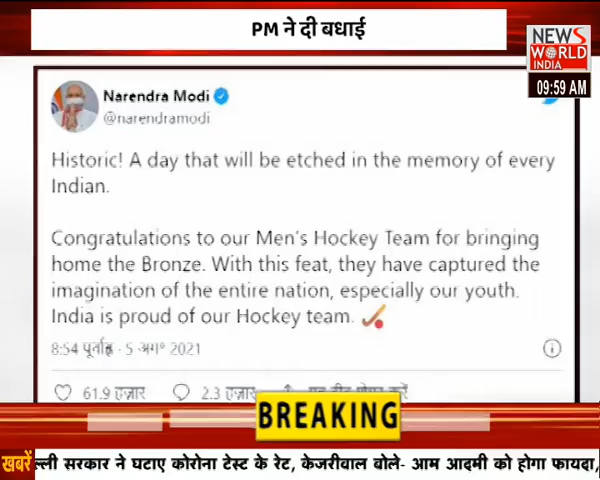 PM ने दी बधाई
NEWS
WORLD
INDIA
09:59 AM
Narendra Modi
@narendramodi
Historic! A day that will be etched in the memory of every
Indian.
Congratulations to our Men's Hockey Team for bringing
home the Bronze. With this feat, they have captured the
imagination of the entire nation, especially our youth.
India is proud of our Hockey team.
8:54 पूर्वाह्न · 5 अग॰ 2021
61.9 हज़ार 2.3 हज़ार
BREAKING
खबरें ल्ली सरकार ने घटाए कोरोना टेस्ट के रेट, केजरीवाल बोले- आम आदमी को होगा फायदा,